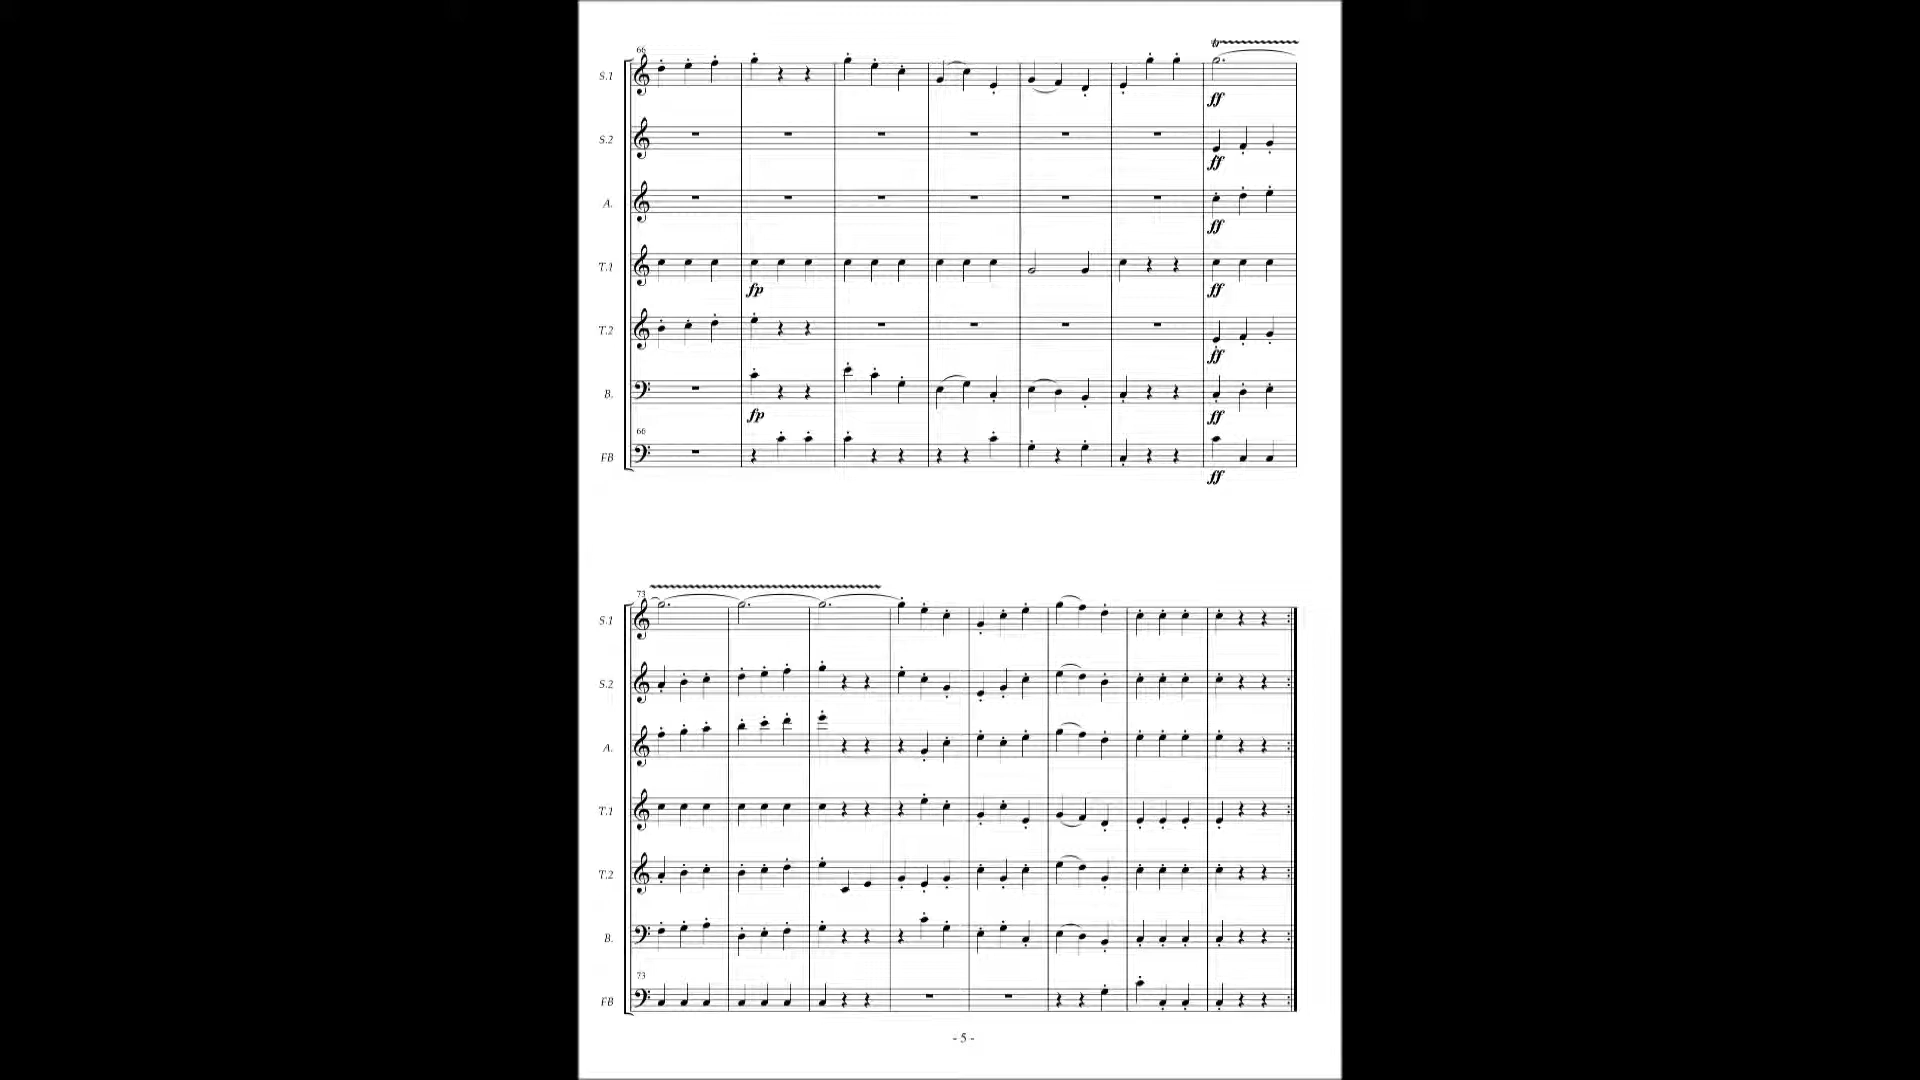 66
tr
S.1
ff
S.2
ff
A.
ff
T.1
fp ff
T.2
ff
B.
fp ff
66
FB
ff
73
S.1
S.2
A.
T.1
T.2
B.
73
FB
- 5 -